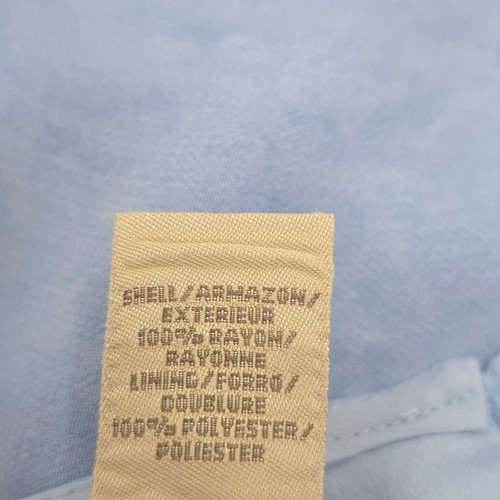 SHELL/ARMAZON/
EXTERIEUR
100% RAYON/
RAYONNE
LINING/FORRO/
DOUBLURE
100% POLYESTER/
POLIESTER